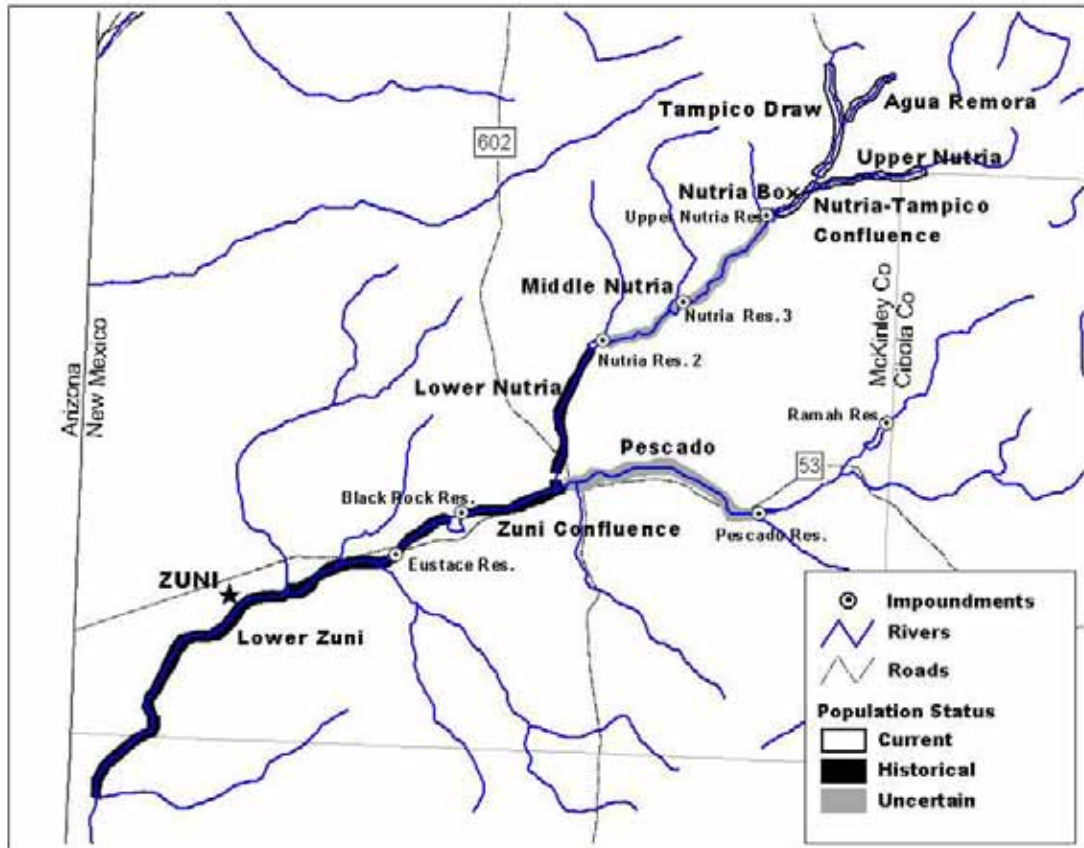 Tampico Draw
Agua Remora
602
Upper Nutria
Nutria Box
Upper Nutria Res.
Nutria-Tampico
Confluence
Middle Nutria
Nutria Res. 3
Nutria Res. 2
McKinley Co
Cibola Co
Arizona
New Mexico
Lower Nutria
Ramah Res.
Pescado
53
Black Rock Res.
Zuni Confluence
Pescado Res.
Eustace Res.
ZUNI
Lower Zuni
Impoundments
Rivers
Roads
Population Status
Current
Historical
Uncertain